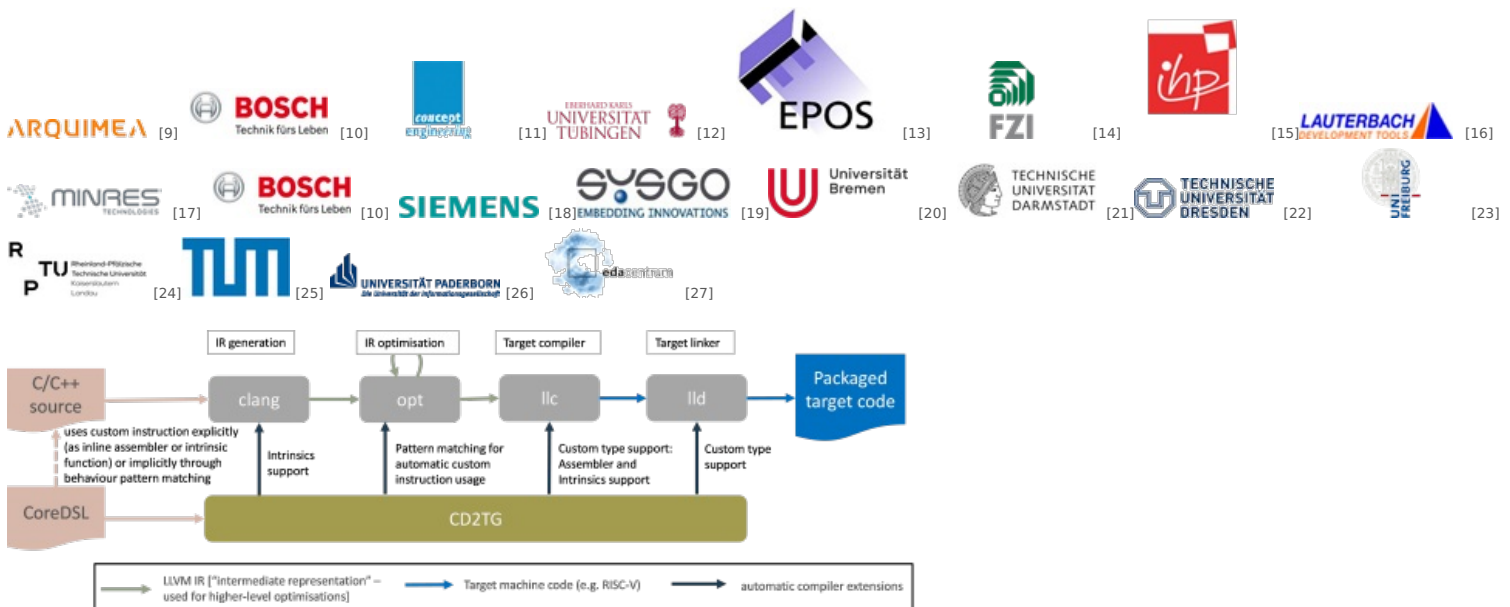 ARQUIMEA [9]
BOSCH
Technik fürs Leben [10]
concept
engineering [11]
EBERHARD KARLS
UNIVERSITÄT
TÜBINGEN [12]
EPOS [13]
FZI [14]
ihp [15]
LAUTERBACH
DEVELOPMENT TOOLS [16]
MINRES
TECHNOLOGIES [17]
BOSCH
Technik fürs Leben [10]
SIEMENS [18]
SYSGO
EMBEDDING INNOVATIONS [19]
Universität
Bremen [20]
TECHNISCHE
UNIVERSITÄT
DARMSTADT [21]
TECHNISCHE
UNIVERSITÄT
DRESDEN [22]
UNI
FREIBURG [23]
R
TU
P
Rheinland-Pfälzische
Technische Universität
Kaiserslautern
Landau [24]
TUM [25]
UNIVERSITÄT PADERBORN
Die Universität der Informationsgesellschaft [26]
edacentrum [27]
IR generation
IR optimisation
Target compiler
Target linker
C/C++
source
clang
opt
llc
lld
Packaged
target code
uses custom instruction explicitly
(as inline assembler or intrinsic
function) or implicitly through
behaviour pattern matching
Intrinsics
support
Pattern matching for
automatic custom
instruction usage
Custom type support:
Assembler and
Intrinsics support
Custom type
support
CoreDSL
CD2TG
LLVM IR ["intermediate representation" –
used for higher-level optimisations]
Target machine code (e.g. RISC-V)
automatic compiler extensions